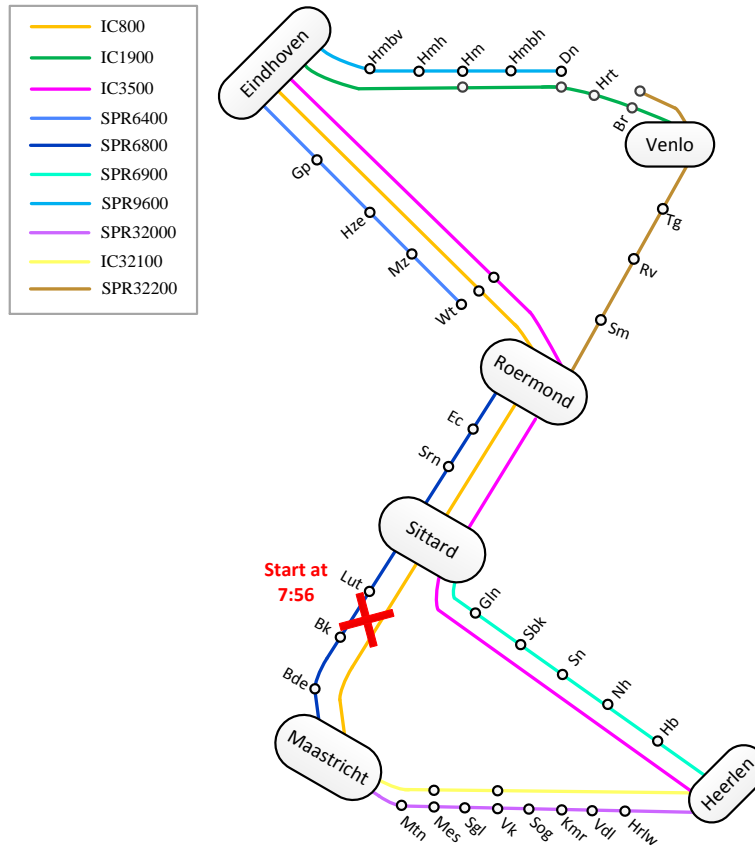 IC800
IC1900
IC3500
SPR6400
SPR6800
SPR6900
SPR9600
SPR32000
IC32100
SPR32200
Eindhoven
Hmbv
Hmh
Hm
Hmbh
Dn
Hrt
Br
Venlo
Gp
Hze
Mz
Wt
Tg
Rv
Sm
Roermond
Ec
Srn
Sittard
Start at
7:56
Lut
Bk
Bde
Gln
Sbk
Sn
Nh
Hb
Maastricht
Heerlen
Mtn
Mes
Sgl
Vk
Sog
Kmr
Vdl
Hrlw